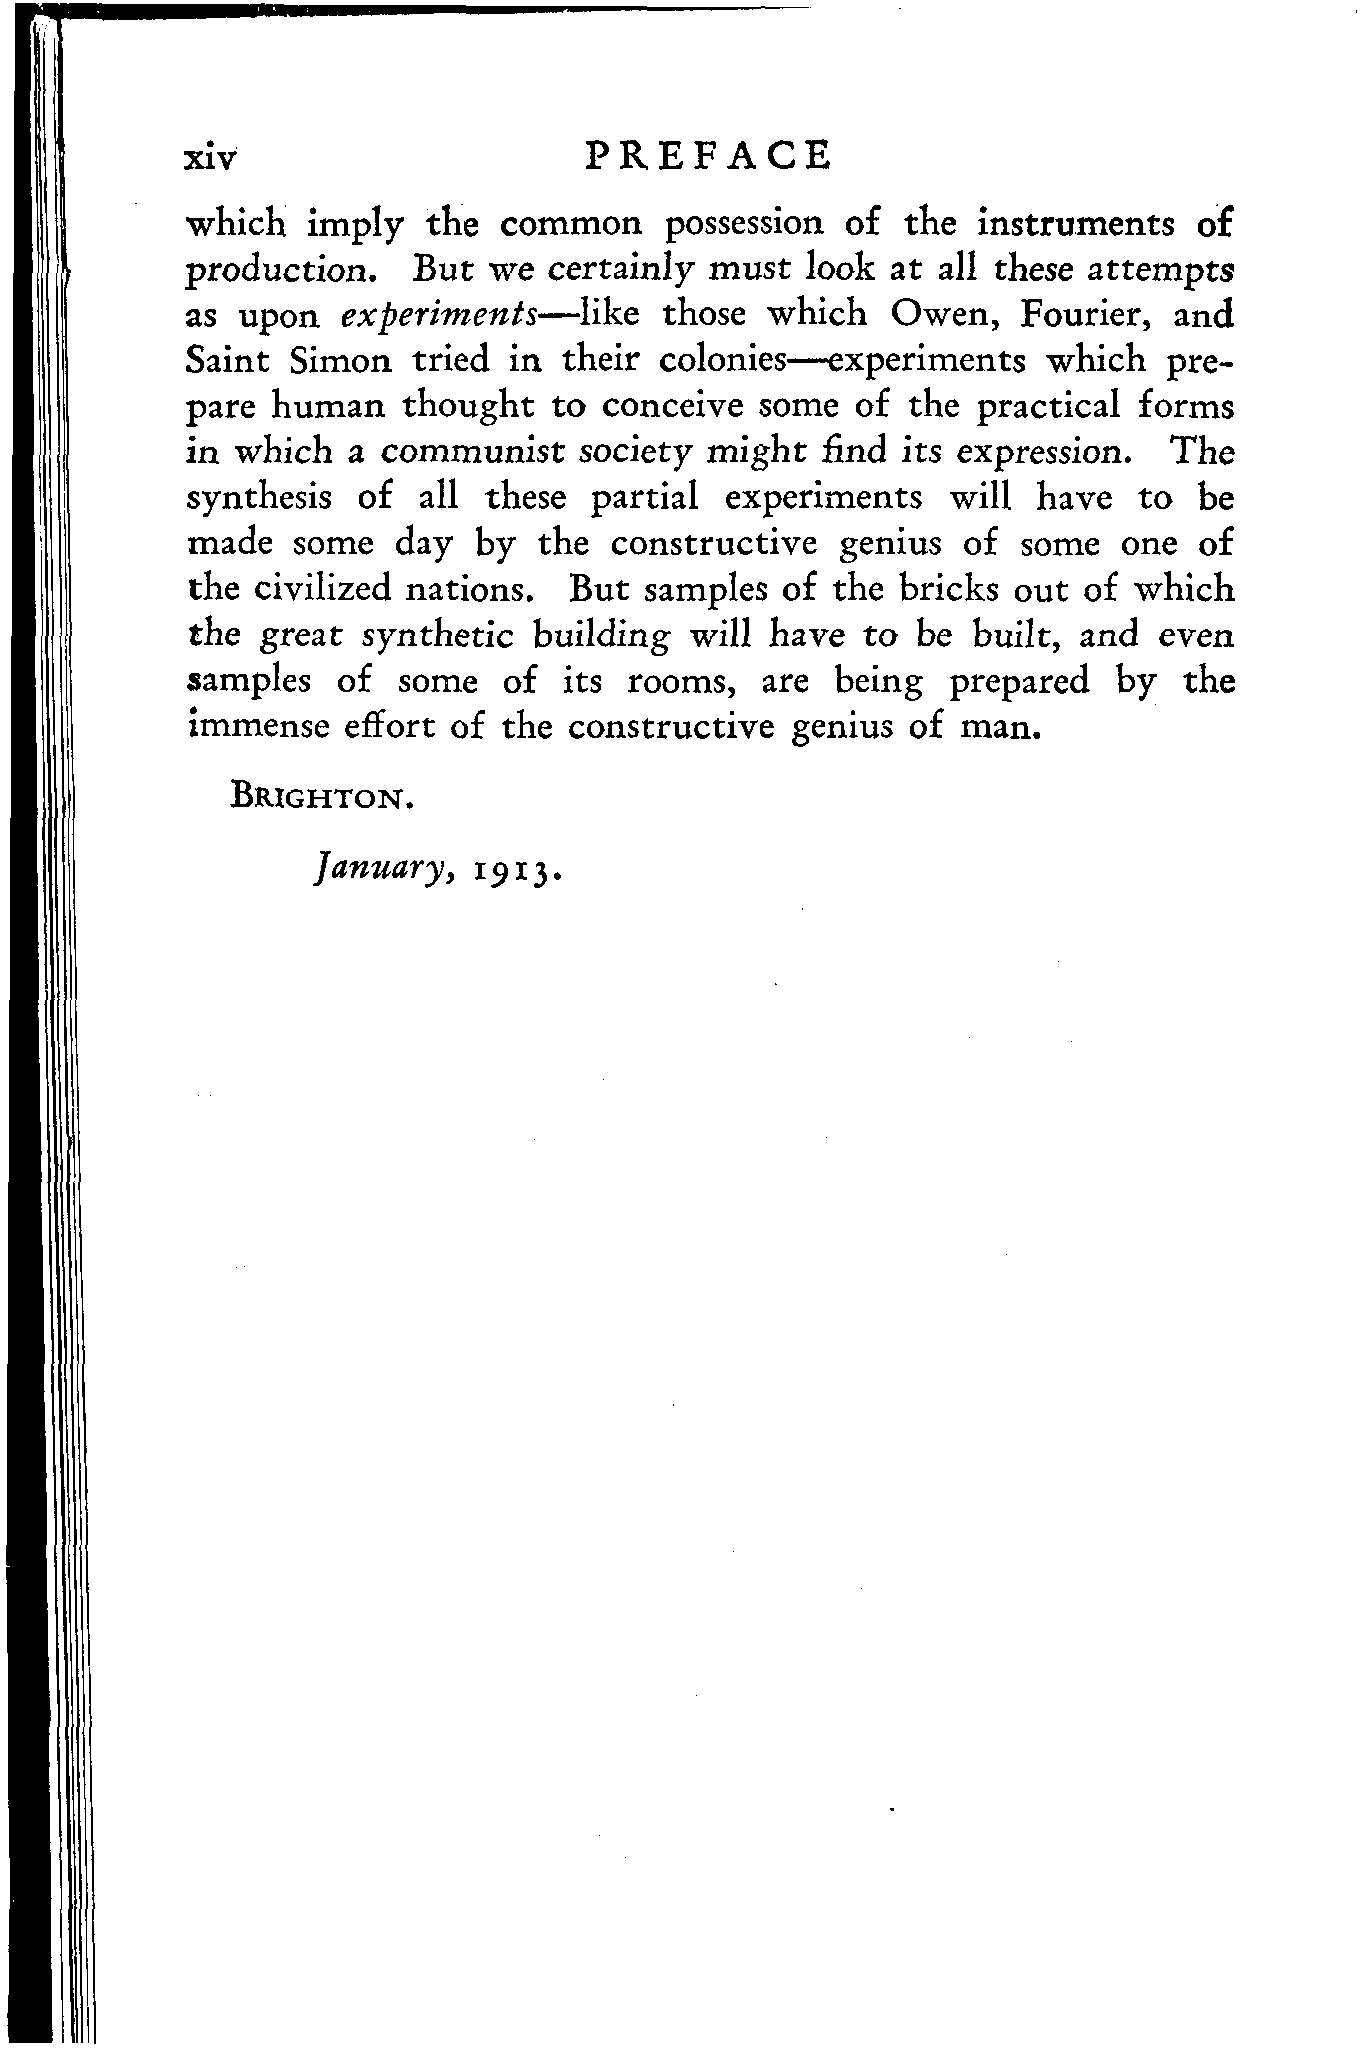 xiv PREFACE
which imply the common possession of the instruments of
production. But we certainly must look at all these attempts
as upon experiments—like those which Owen, Fourier, and
Saint Simon tried in their colonies—experiments which pre-
pare human thought to conceive some of the practical forms
in which a communist society might find its expression. The
synthesis of all these partial experiments will have to be
made some day by the constructive genius of some one of
the civilized nations. But samples of the bricks out of which
the great synthetic building will have to be built, and even
samples of some of its rooms, are being prepared by the
immense effort of the constructive genius of man.
BRIGHTON.
January, 1913.